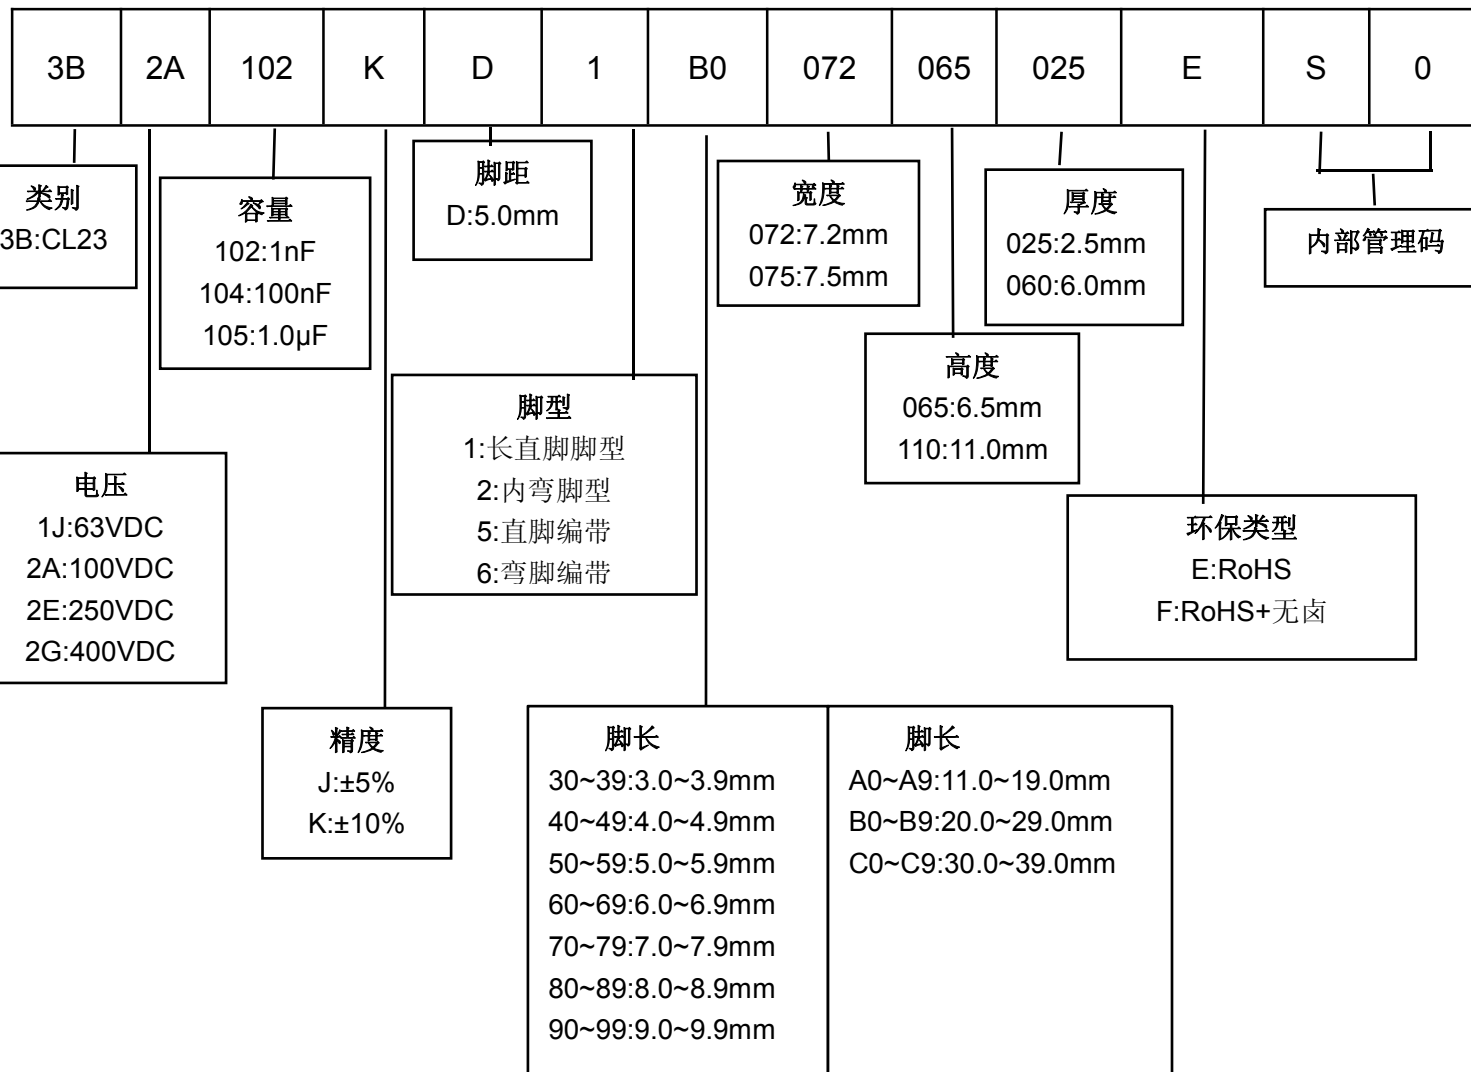 3B 2A 102 K D 1 B0 072 065 025 E S 0
类别
3B:CL23
容量
102:1nF
104:100nF
105:1.0μF
脚距
D:5.0mm
宽度
072:7.2mm
075:7.5mm
厚度
025:2.5mm
060:6.0mm
内部管理码
高度
065:6.5mm
110:11.0mm
脚型
1:长直脚脚型
2:内弯脚型
5:直脚编带
6:弯脚编带
电压
1J:63VDC
2A:100VDC
2E:250VDC
2G:400VDC
环保类型
E:RoHS
F:RoHS+无卤
精度
J:±5%
K:±10%
脚长
30~39:3.0~3.9mm
40~49:4.0~4.9mm
50~59:5.0~5.9mm
60~69:6.0~6.9mm
70~79:7.0~7.9mm
80~89:8.0~8.9mm
90~99:9.0~9.9mm
脚长
A0~A9:11.0~19.0mm
B0~B9:20.0~29.0mm
C0~C9:30.0~39.0mm